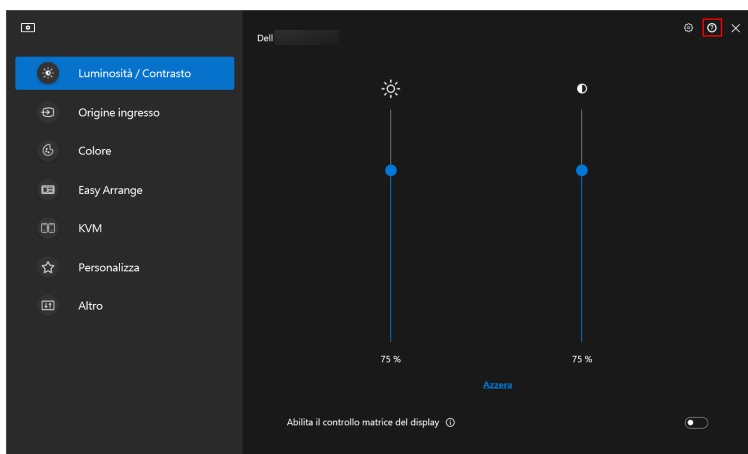 Dell
Luminosità / Contrasto
Origine ingresso
Colore
Easy Arrange
KVM
Personalizza
Altro
75 %
75 %
Azzera
Abilita il controllo matrice del display